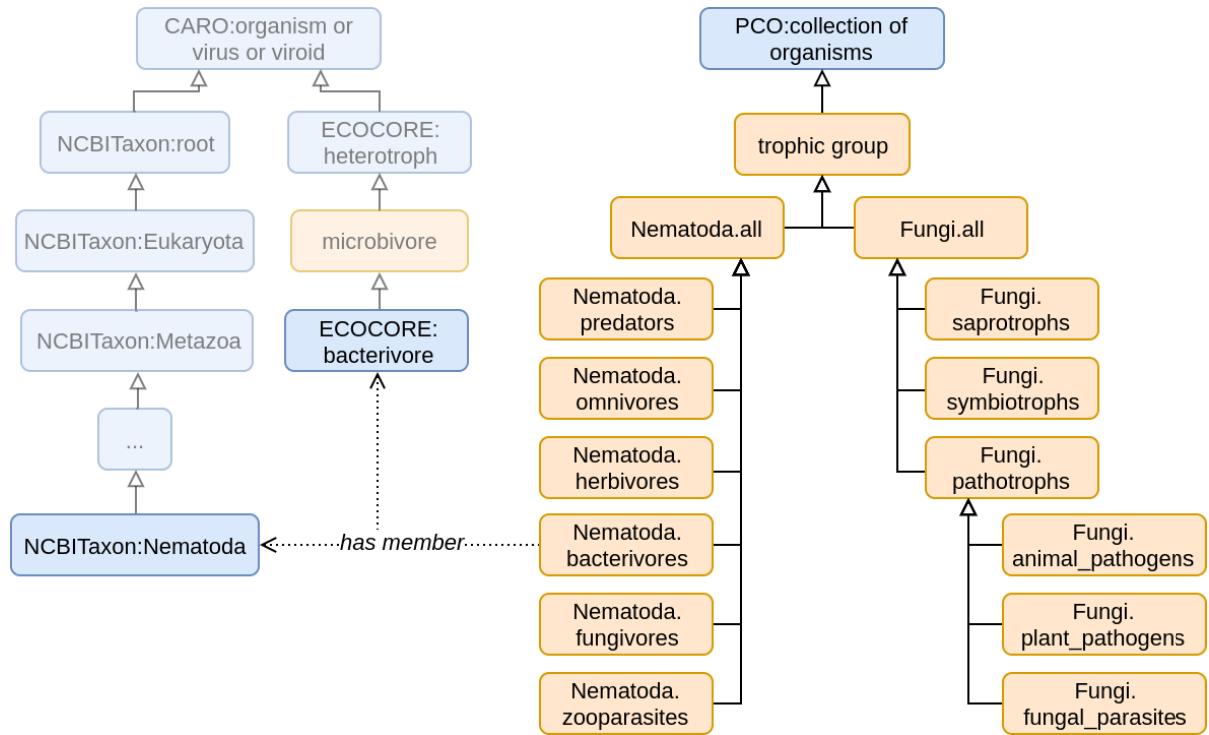 CARO:organism or
virus or viroid
PCO:collection of
organisms
NCBITaxon:root
ECOCORE:
heterotroph
trophic group
NCBITaxon:Eukaryota
microbivore
Nematoda.all
Fungi.all
NCBITaxon:Metazoa
ECOCORE:
bacterivore
Nematoda.
predators
Fungi.
saprotrophs
...
Nematoda.
omnivores
Fungi.
symbiotrophs
Nematoda.
herbivores
Fungi.
pathotrophs
NCBITaxon:Nematoda
has member
Nematoda.
bacterivores
Fungi.
animal_pathogens
Nematoda.
fungivores
Fungi.
plant_pathogens
Nematoda.
zooparasites
Fungi.
fungal_parasites